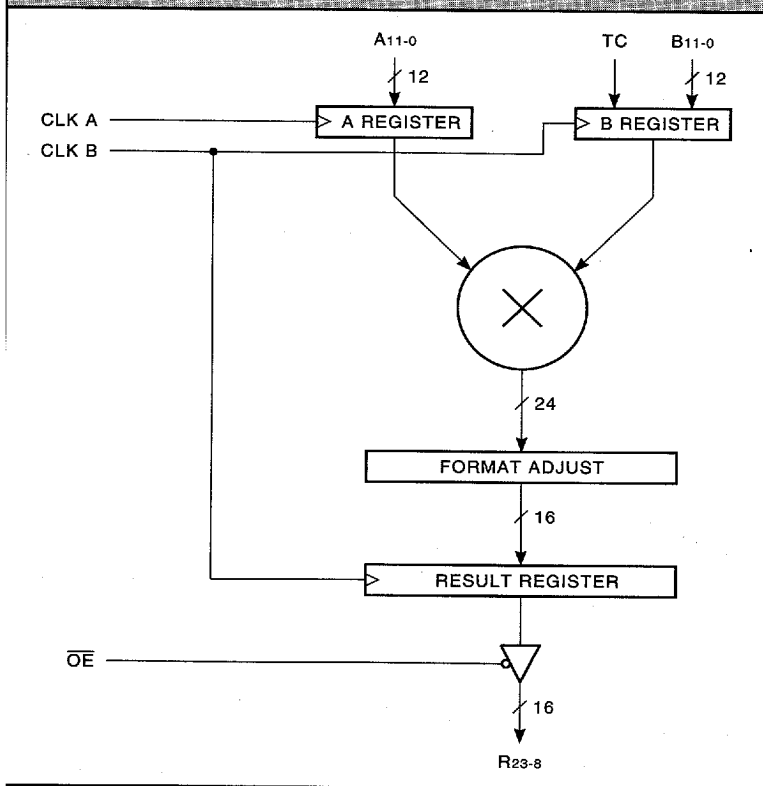 A11-0
TC
B11-0
12
12
CLK A
A REGISTER
B REGISTER
CLK B
24
FORMAT ADJUST
16
RESULT REGISTER
OE
16
R23-8